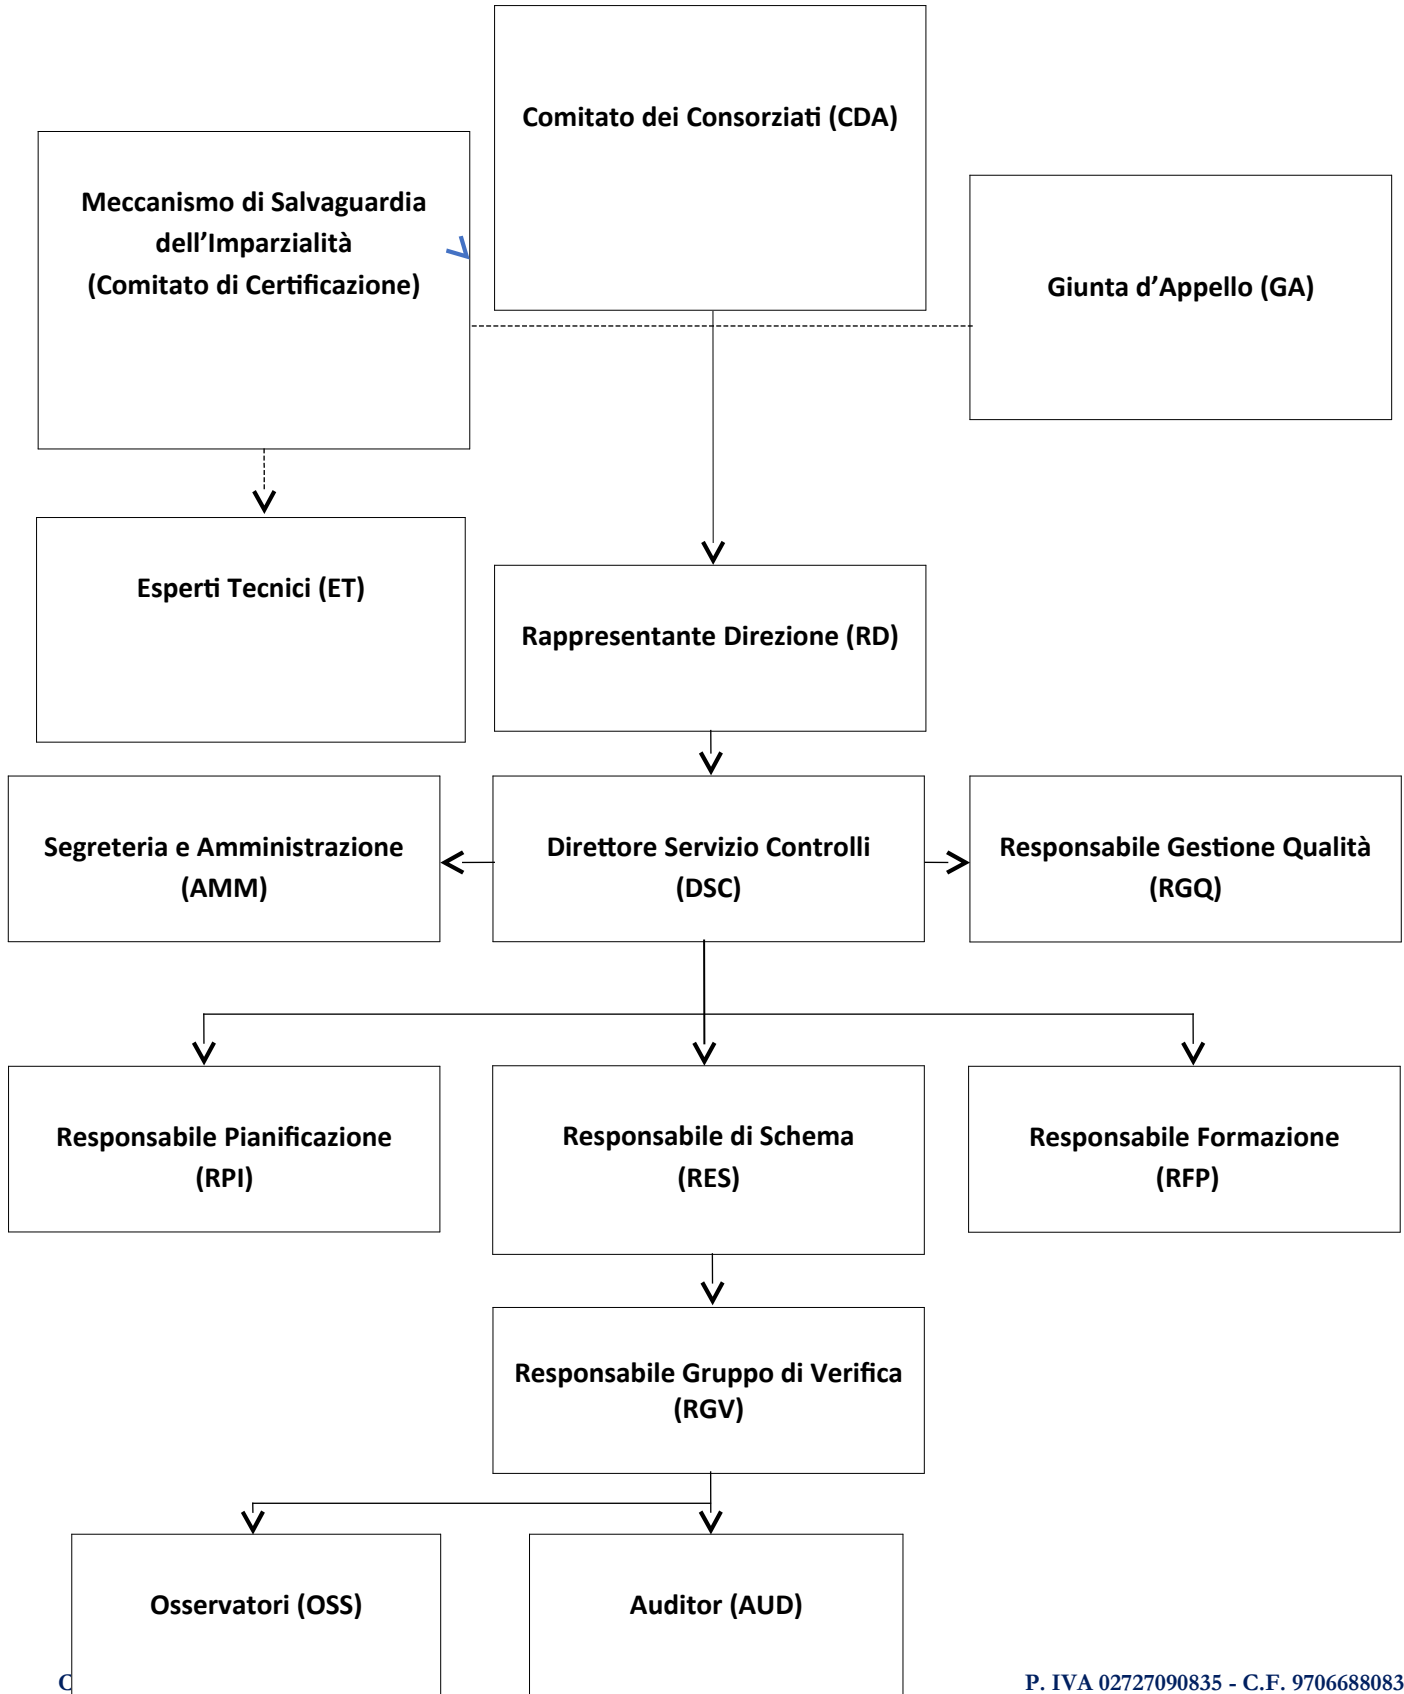 Comitato dei Consorziati (CDA)
Meccanismo di Salvaguardia
dell’Imparzialità
(Comitato di Certificazione)
Giunta d’Appello (GA)
Esperti Tecnici (ET)
Rappresentante Direzione (RD)
Segreteria e Amministrazione
(AMM)
Direttore Servizio Controlli
(DSC)
Responsabile Gestione Qualità
(RGQ)
Responsabile Pianificazione
(RPI)
Responsabile di Schema
(RES)
Responsabile Formazione
(RFP)
Responsabile Gruppo di Verifica
(RGV)
Osservatori (OSS)
Auditor (AUD)
P. IVA 02727090835 - C.F. 9706688083